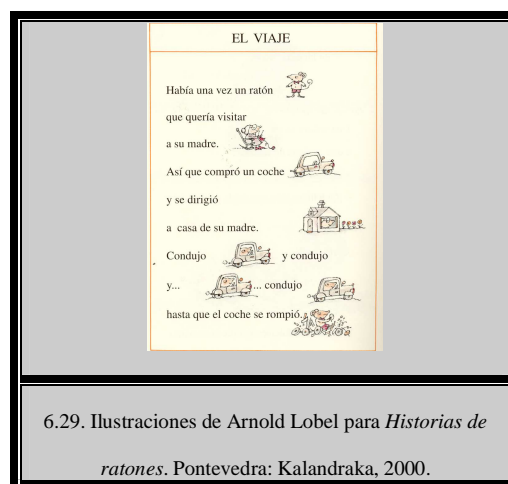 EL VIAJE
Había una vez un ratón
que quería visitar
a su madre.
Así que compró un coche
y se dirigió
a casa de su madre.
Condujo y condujo
y... ... condujo
hasta que el coche se rompió.
6.29. Ilustraciones de Arnold Lobel para Historias de
ratones. Pontevedra: Kalandraka, 2000.